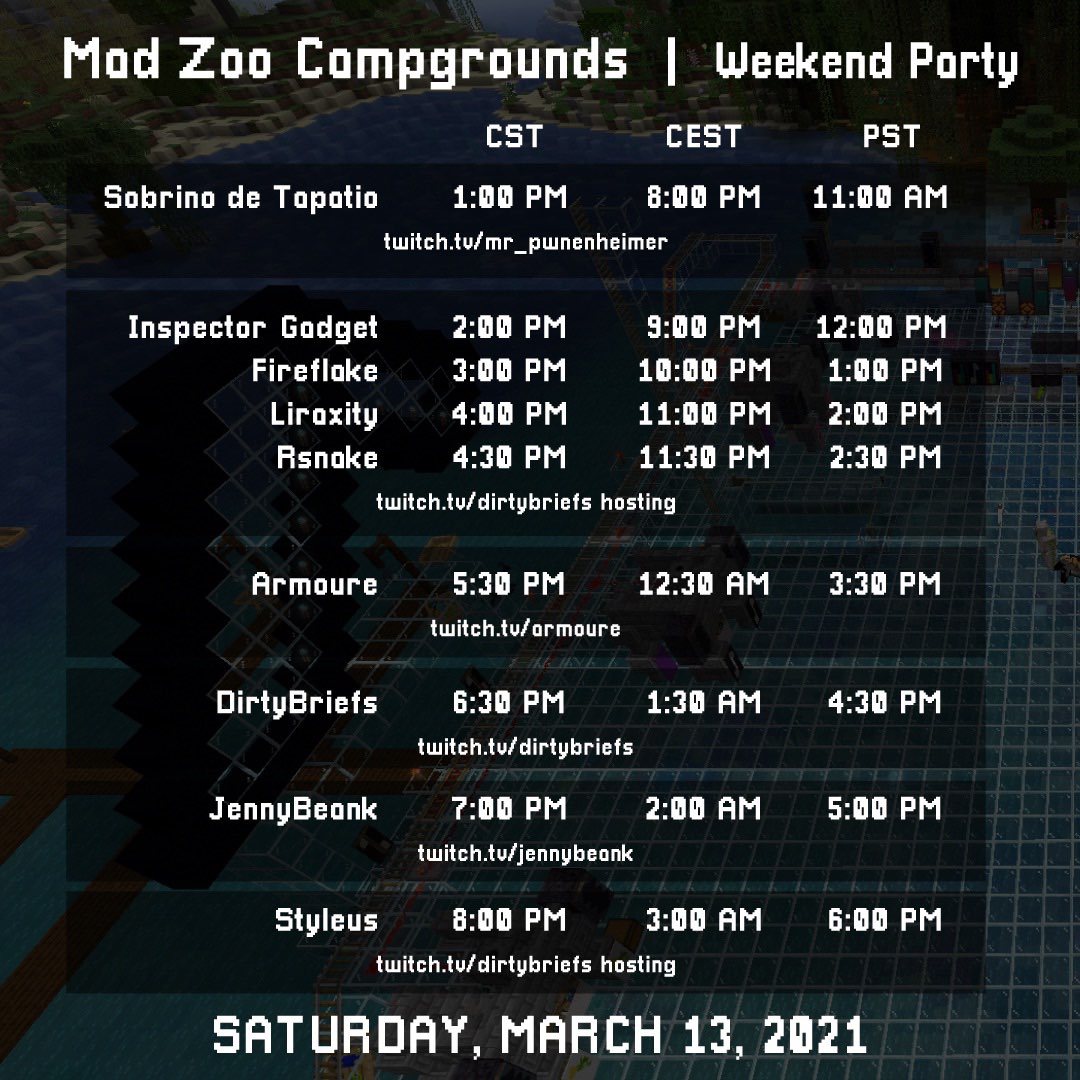 Mad Zoo Campgrounds | Weekend Party
CST CEST PST
Sobrino de Tapatio 1:00 PM 8:00 PM 11:00 AM
twitch.tv/mr_pwnenheimer
Inspector Gadget 2:00 PM 9:00 PM 12:00 PM
Fireflake 3:00 PM 10:00 PM 1:00 PM
Liraxity 4:00 PM 11:00 PM 2:00 PM
Rsnake 4:30 PM 11:30 PM 2:30 PM
twitch.tv/dirtybriefs hosting
Armoure 5:30 PM 12:30 AM 3:30 PM
twitch.tv/armoure
DirtyBriefs 6:30 PM 1:30 AM 4:30 PM
twitch.tv/dirtybriefs
JennyBeank 7:00 PM 2:00 AM 5:00 PM
twitch.tv/jennybeank
Styleus 8:00 PM 3:00 AM 6:00 PM
twitch.tv/dirtybriefs hosting
SATURDAY, MARCH 13, 2021